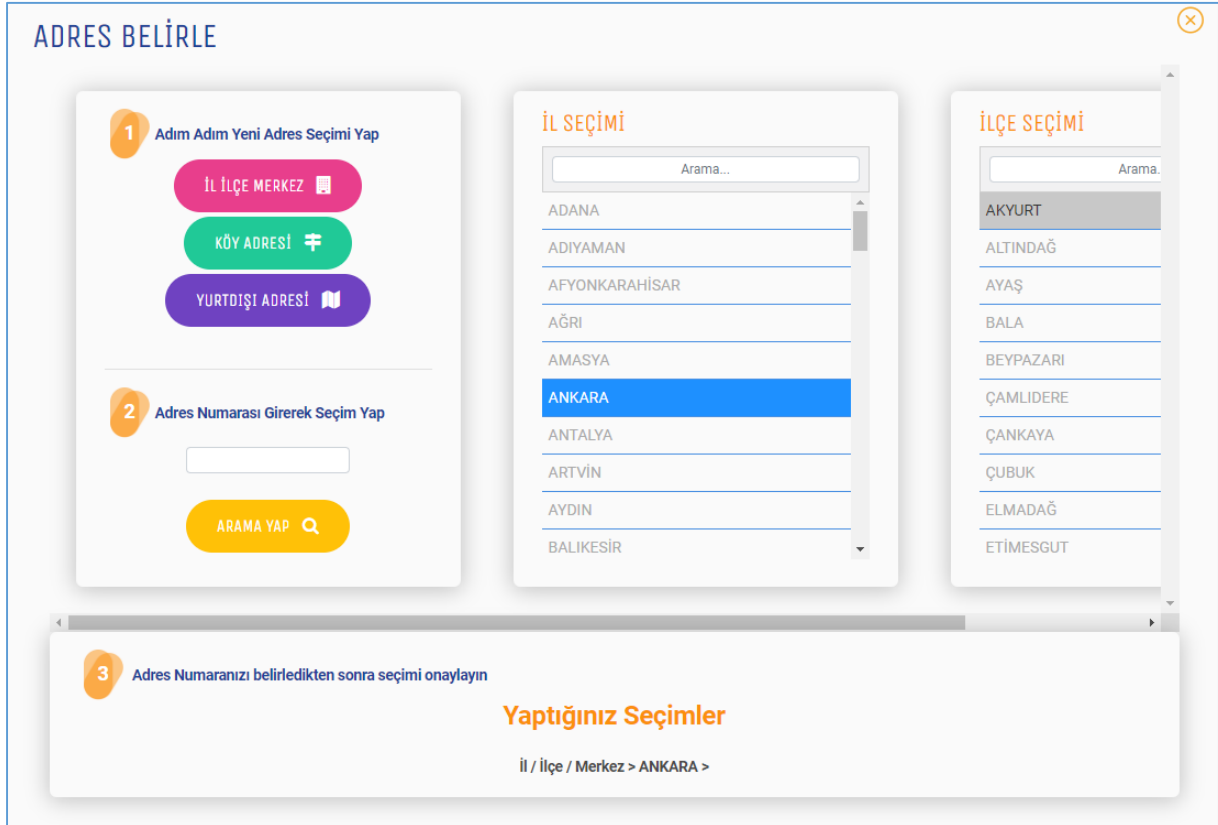 ADRES BELİRLE
1
Adım Adım Yeni Adres Seçimi Yap
İL İLÇE MERKEZ
KÖY ADRESİ
YURTDIŞI ADRESİ
2
Adres Numarası Girerek Seçim Yap
ARAMA YAP
İL SEÇİMİ
Arama...
ADANA
ADIYAMAN
AFYONKARAHİSAR
AĞRI
AMASYA
ANKARA
ANTALYA
ARTVİN
AYDIN
BALIKESİR
İLÇE SEÇİMİ
Arama.
AKYURT
ALTINDAĞ
AYAŞ
BALA
BEYPAZARI
ÇAMLIDERE
ÇANKAYA
ÇUBUK
ELMADAĞ
ETİMESGUT
3
Adres Numaranızı belirledikten sonra seçimi onaylayın
Yaptığınız Seçimler
İl / İlçe / Merkez > ANKARA >